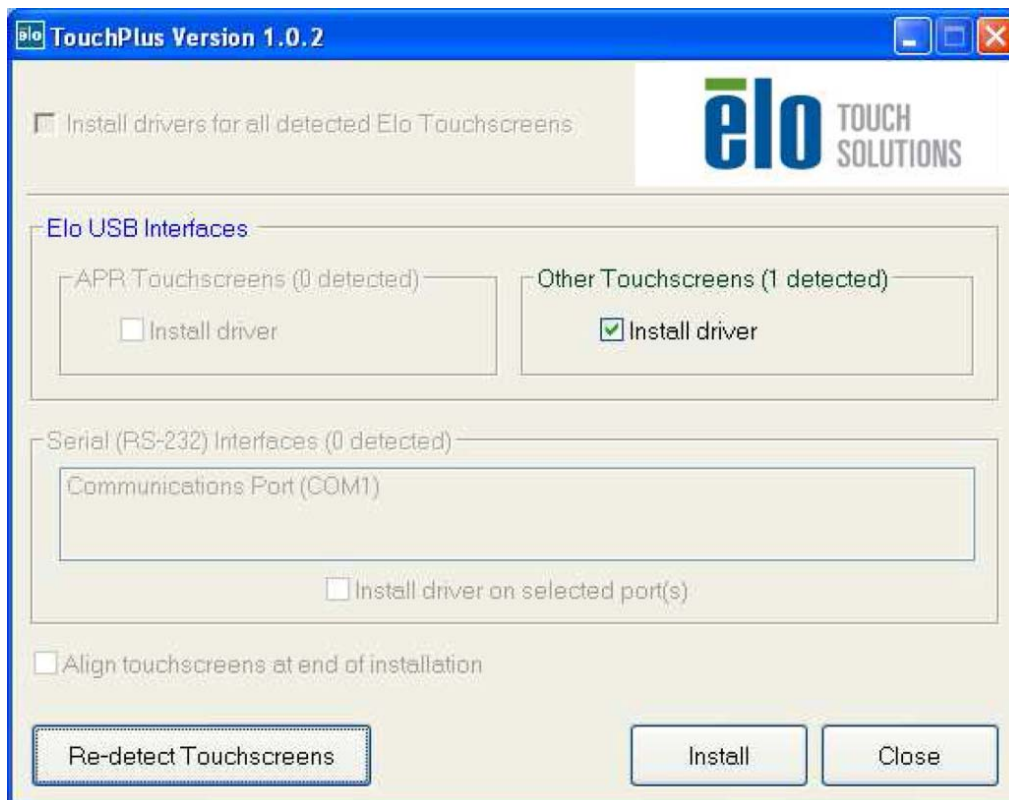 elo TouchPlus Version 1.0.2
Install drivers for all detected Elo Touchscreens
ēlo TOUCH
SOLUTIONS
Elo USB Interfaces
APR Touchscreens (0 detected)
Other Touchscreens (1 detected)
Install driver
Install driver
Serial (RS-232) Interfaces (0 detected)
Communications Port (COM1)
Install driver on selected port(s)
Align touchscreens at end of installation
Re-detect Touchscreens
Install
Close